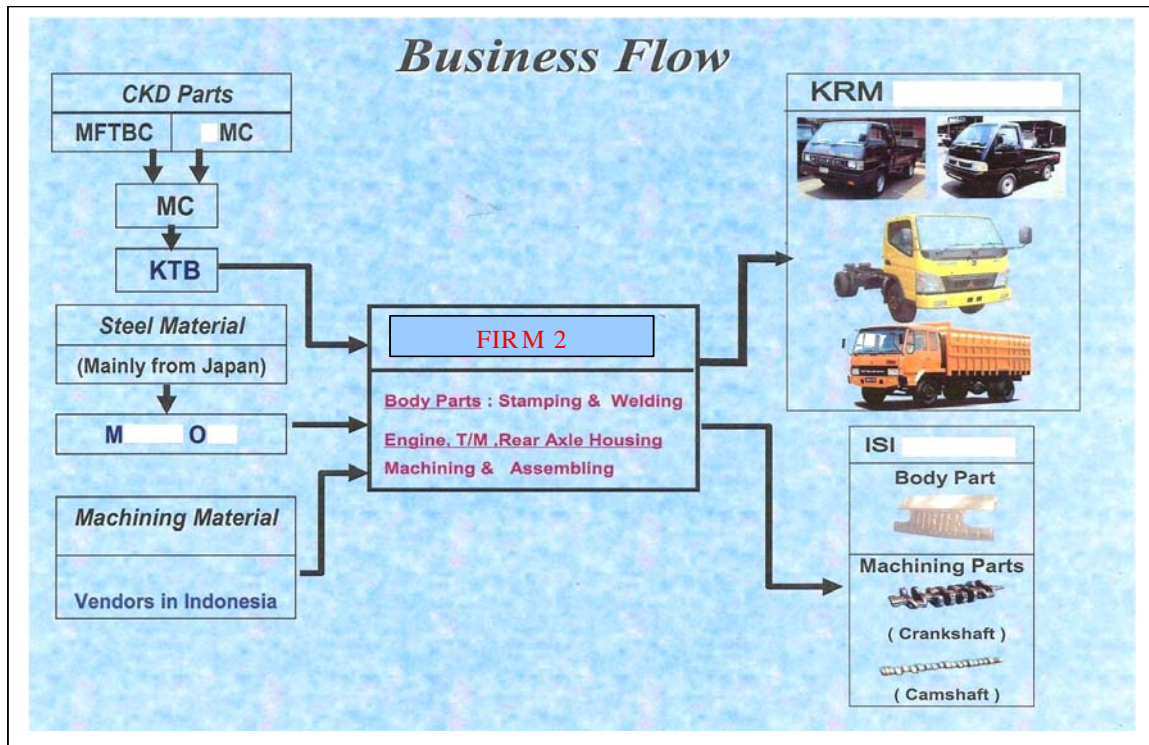 Business Flow
CKD Parts
MFTBC
MC
MC
KTB
Steel Material
(Mainly from Japan)
M O
Machining Material
Vendors in Indonesia
FIRM 2
Body Parts : Stamping & Welding
Engine, T/M ,Rear Axle Housing
Machining & Assembling
KRM
ISI
Body Part
Machining Parts
( Crankshaft )
( Camshaft )